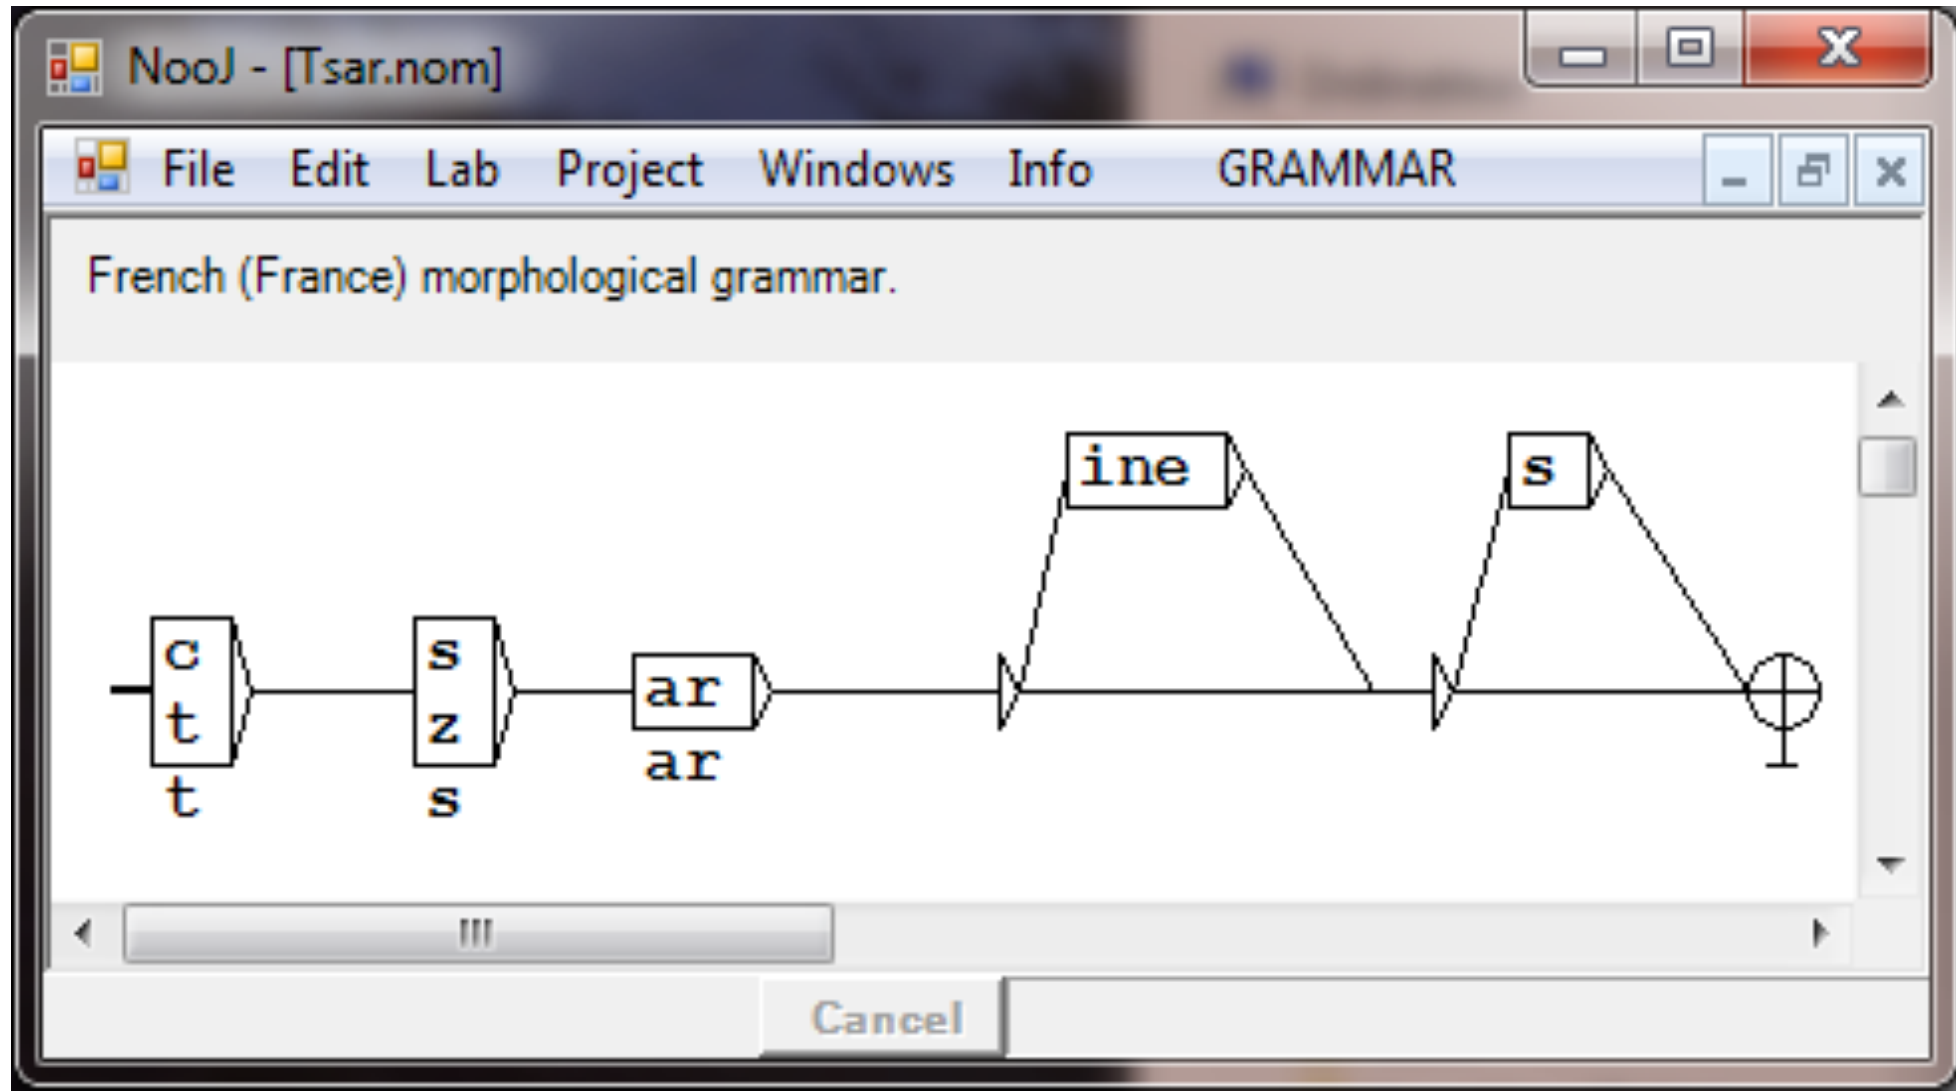 NooJ - [Tsar.nom]
File Edit Lab Project Windows Info GRAMMAR
French (France) morphological grammar.
ine s
c s
t z ar
t s ar
Cancel